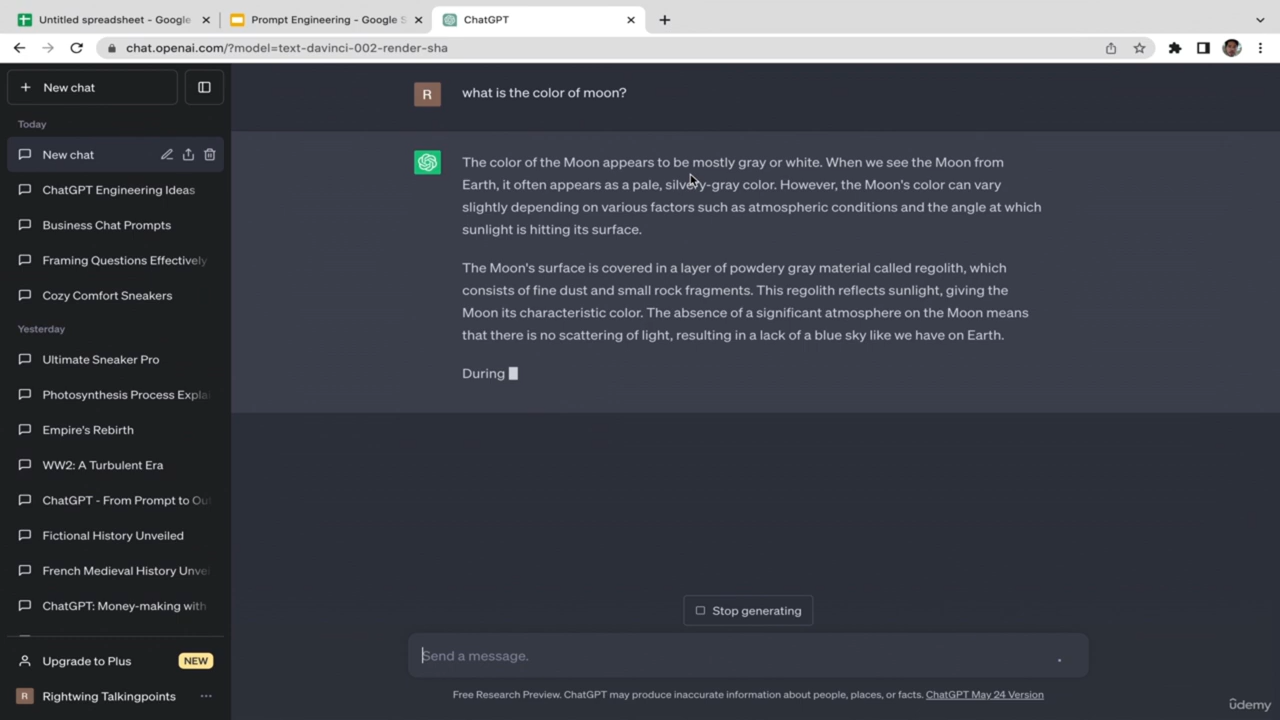 Untitled spreadsheet - Google
Prompt Engineering - Google S
ChatGPT
chat.openai.com/?model=text-davinci-002-render-sha
New chat
Today
New chat
ChatGPT Engineering Ideas
Business Chat Prompts
Framing Questions Effectively
Cozy Comfort Sneakers
Yesterday
Ultimate Sneaker Pro
Photosynthesis Process Expla
Empire's Rebirth
WW2: A Turbulent Era
ChatGPT - From Prompt to Ou
Fictional History Unveiled
French Medieval History Unve
ChatGPT: Money-making with
Upgrade to Plus
NEW
R
Rightwing Talkingpoints
R
what is the color of moon?
The color of the Moon appears to be mostly gray or white. When we see the Moon from
Earth, it often appears as a pale, silvery-gray color. However, the Moon's color can vary
slightly depending on various factors such as atmospheric conditions and the angle at which
sunlight is hitting its surface.
The Moon's surface is covered in a layer of powdery gray material called regolith, which
consists of fine dust and small rock fragments. This regolith reflects sunlight, giving the
Moon its characteristic color. The absence of a significant atmosphere on the Moon means
that there is no scattering of light, resulting in a lack of a blue sky like we have on Earth.
During
Stop generating
Send a message.
Free Research Preview. ChatGPT may produce inaccurate information about people, places, or facts. ChatGPT May 24 Version
ûdemy